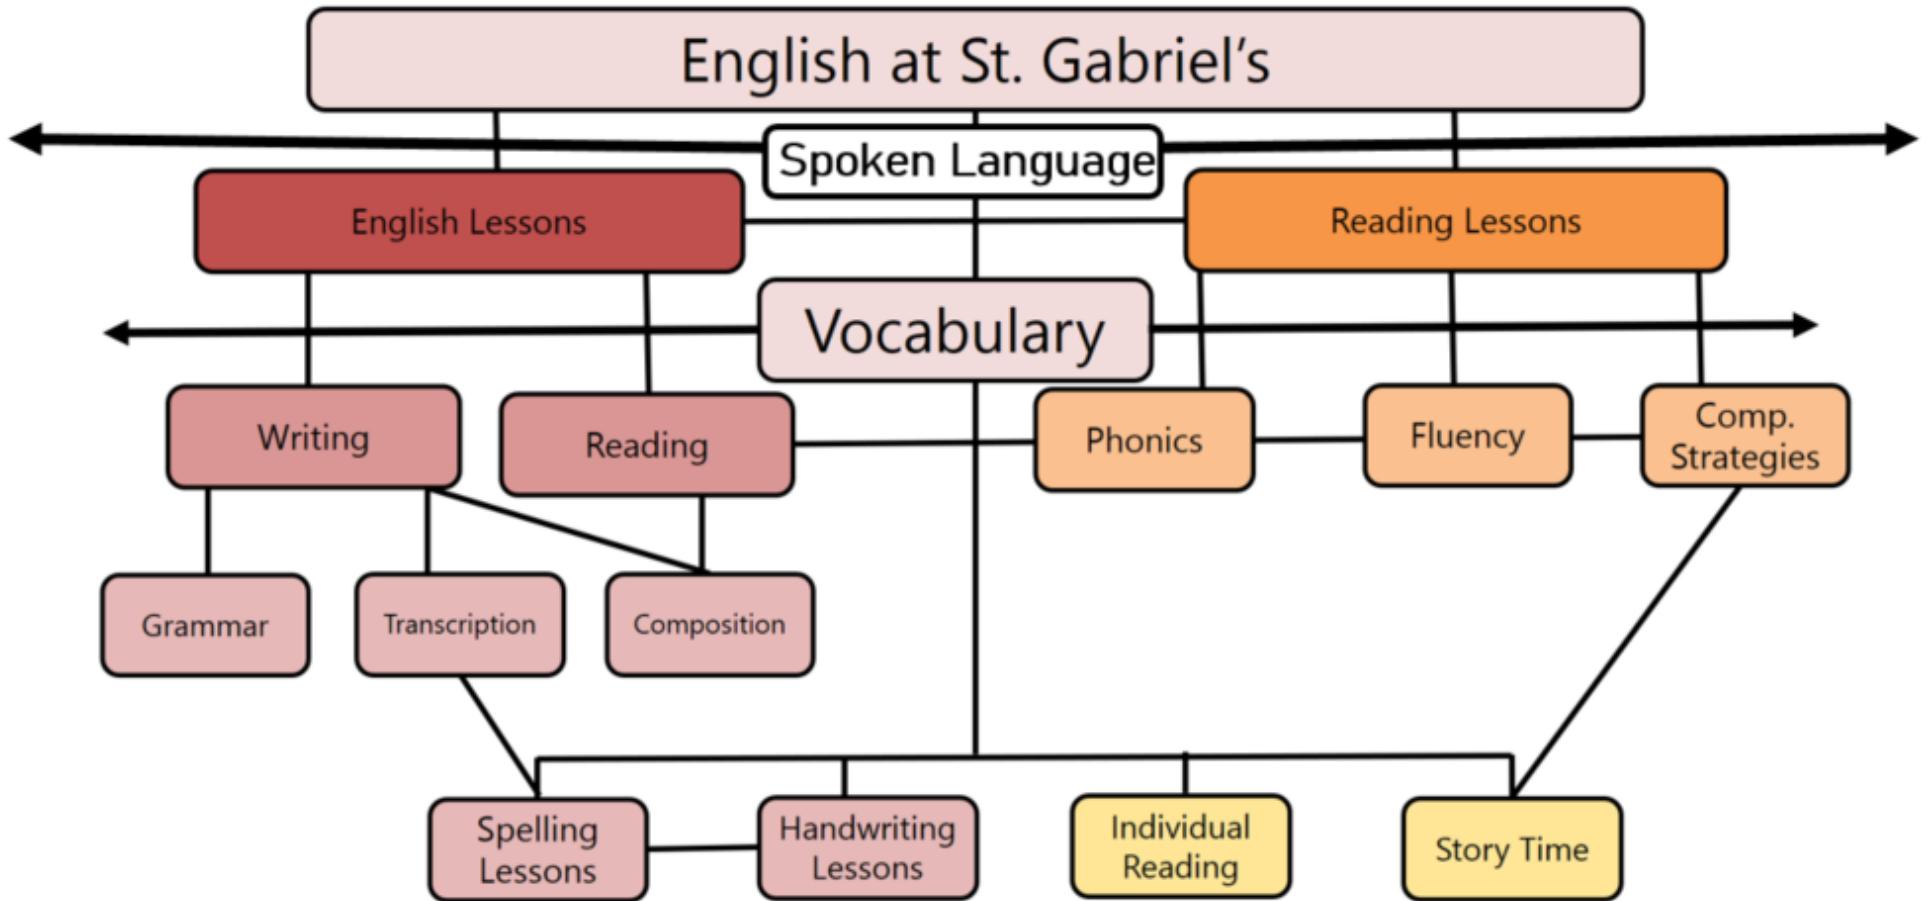 English at St. Gabriel’s
Spoken Language
English Lessons
Reading Lessons
Vocabulary
Writing
Reading
Phonics
Fluency
Comp.
Strategies
Grammar
Transcription
Composition
Spelling
Lessons
Handwriting
Lessons
Individual
Reading
Story Time